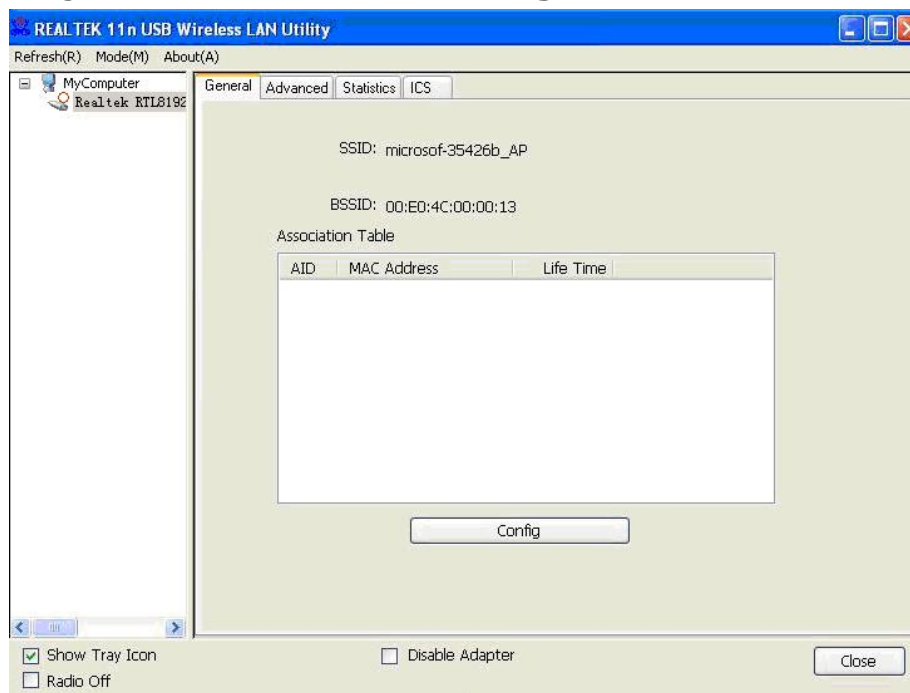 REALTEK 11n USB Wireless LAN Utility
Refresh(R) Mode(M) About(A)
MyComputer
Realtek RTL8192
General Advanced Statistics ICS
SSID: microsof-35426b_AP
BSSID: 00:E0:4C:00:00:13
Association Table
AID MAC Address Life Time
Config
Show Tray Icon
Disable Adapter
Radio Off
Close